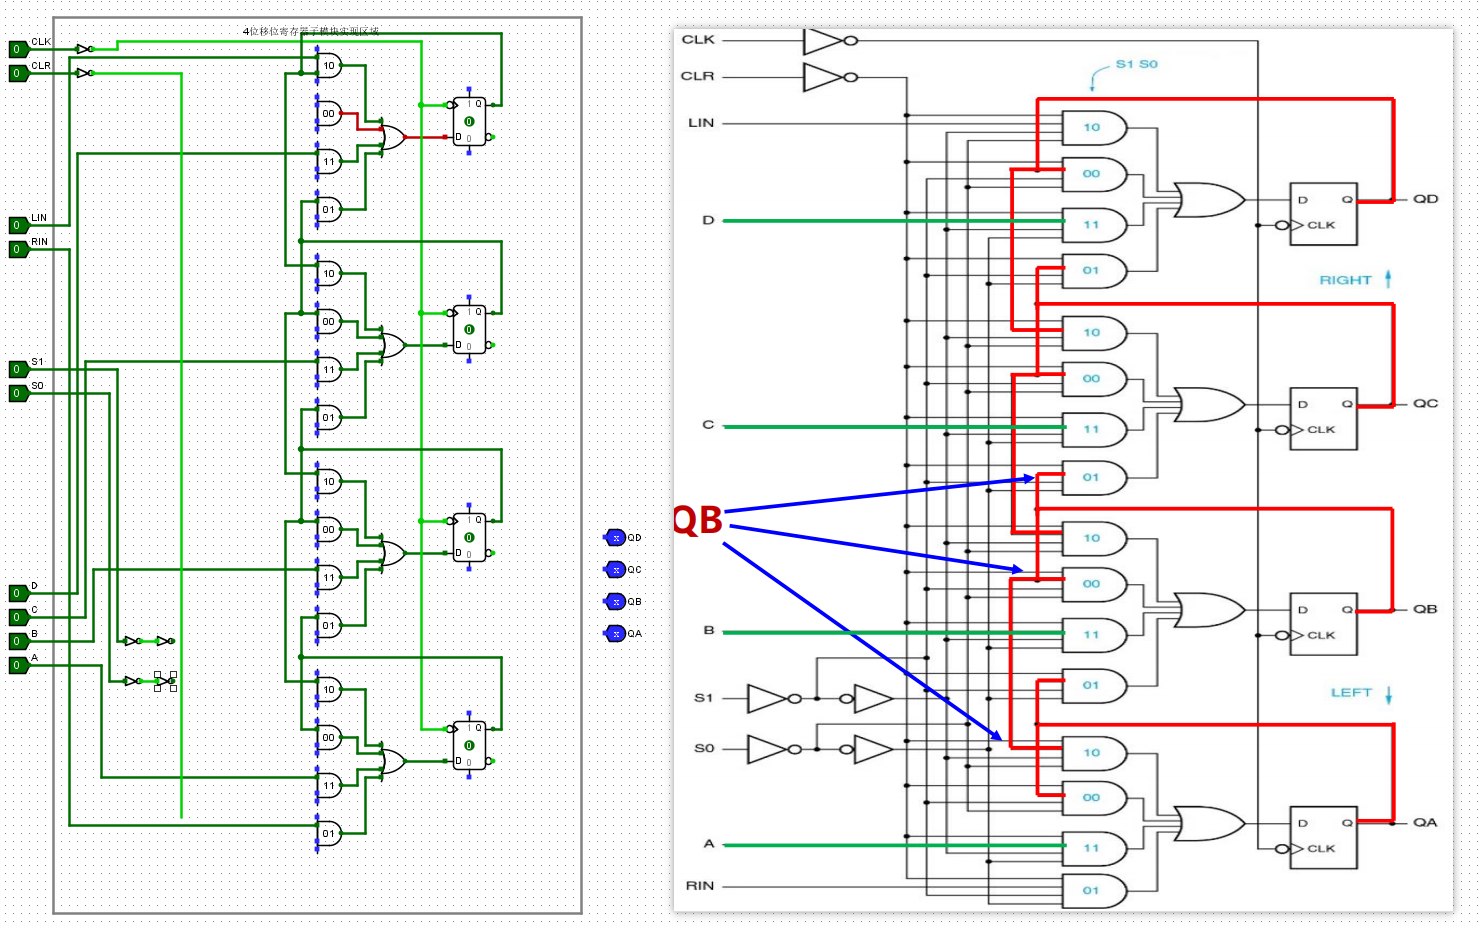 4位移位寄存器子模块实现区域
0 CLK
0 CLR
10
1 Q
0
D 0
00
11
01
0 LIN
0 RIN
10
1 Q
0
D 0
00
11
0 S1
0 S0
01
10
1 Q
0
D 0
00
11
x QD
x QC
x QB
x QA
0 D
0 C
0 B
0 A
01
10
1 Q
0
D 0
00
11
01
CLK
CLR
LIN
S1 S0
10
00
D
11
01
D Q
CLK
QD
RIGHT
10
00
C
11
01
D Q
CLK
QC
QB
10
00
B
11
01
D Q
CLK
QB
S1
S0
LEFT
10
00
A
11
RIN
01
D Q
CLK
QA